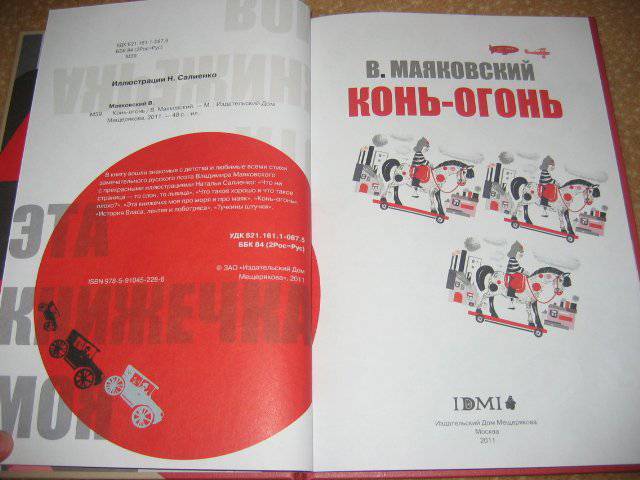 УДК 821.161.1-067.5
ББК 84 (2Рос-Рус)
М39
Иллюстрации Н. Салиенко
Маяковский В.
М39 Конь-огонь / В. Маяковский. — М.: Издательский Дом
Мещерякова, 2011. — 48 с.: ил.
В книгу вошли знакомые с детства и любимые всеми стихи
замечательного русского поэта Владимира Маяковского
с прекрасными иллюстрациями Натальи Салиенко: «Что ни
страница — то слон, то львица», «Что такое хорошо и что такое
плохо?», «Эта книжечка моя про моря и про маяк», «Конь-огонь»,
«История Власа, лентяя и лоботряса», «Тучкины штучки».
УДК 821.161.1-067.5
ББК 84 (2Рос-Рус)
© ЗАО «Издательский Дом
Мещерякова», 2011
ISBN 978-5-91045-228-6
ЭТА
КНИЖЕЧКА
МОЯ
В. МАЯКОВСКИЙ
КОНЬ-ОГОНЬ
IDMI
Издательский Дом Мещерякова
Москва
2011